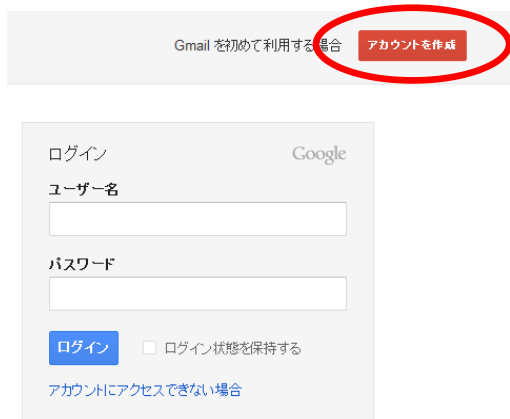 Gmail を初めて利用する場合 アカウントを作成
ログイン Google
ユーザー名
パスワード
ログイン ログイン状態を保持する
アカウントにアクセスできない場合